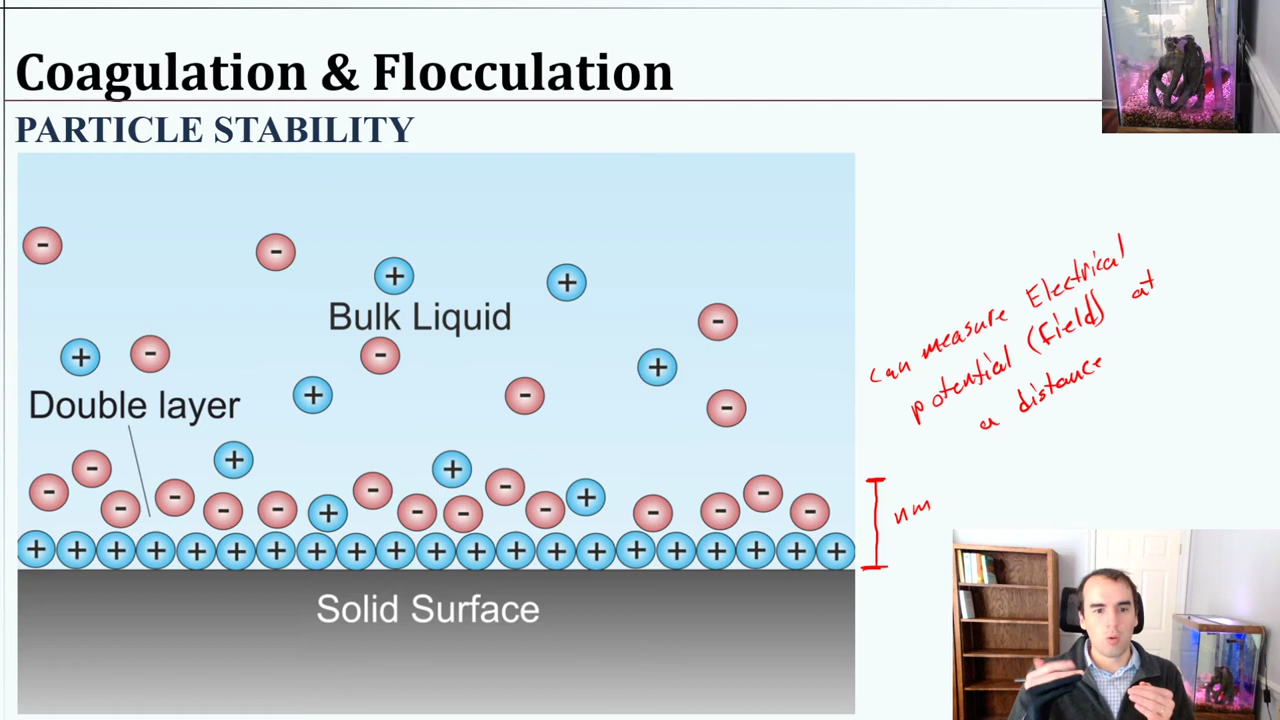 Coagulation & Flocculation
PARTICLE STABILITY
Bulk Liquid
Double layer
Solid Surface
can measure Electrical
potential (field) at
a distance
nm